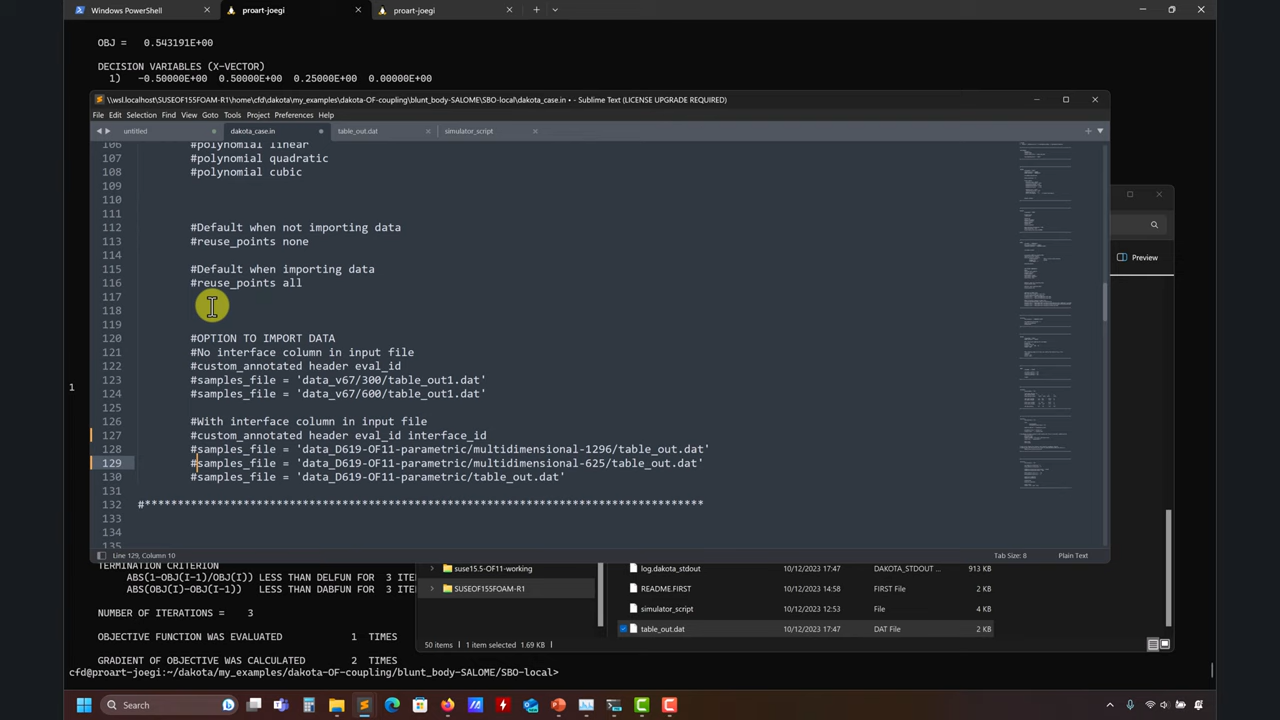 Windows PowerShell
proart-joegi
proart-joegi
OBJ = 0.543191E+00
DECISION VARIABLES (X-VECTOR)
1) -0.50000E+00 0.50000E+00 0.25000E+00 0.00000E+00
\\wsl.localhost\SUSEOF155FOAM-R1\home\cfd\dakota\my_examples\dakota-OF-coupling\blunt_body-SALOME\SBO-local\dakota_case.in • - Sublime Text (LICENSE UPGRADE REQUIRED)
File Edit Selection Find View Goto Tools Project Preferences Help
untitled
dakota_case.in
table_out.dat
simulator_script
106 #polynomial linear
107 #polynomial quadratic
108 #polynomial cubic
109
110
111
112 #Default when not importing data
113 #reuse_points none
114
115 #Default when importing data
116 #reuse_points all
117
118
119
120 #OPTION TO IMPORT DATA
121 #No interface column in input file
122 #custom_annotated header eval_id
123 #samples_file = 'data_v67/300/table_out1.dat'
124 #samples_file = 'data_v67/600/table_out1.dat'
125
126 #With interface column in input file
127 #custom_annotated header eval_id interface_id
128 #samples_file = 'data_D619-OF11-parametric/multidimensional-1296/table_out.dat'
129 #samples_file = 'data_D619-OF11-parametric/multidimensional-625/table_out.dat'
130 #samples_file = 'data_D619-OF11-parametric/table_out.dat'
131
132 #*************************************************************************************
133
134
135
Line 129, Column 10
Tab Size: 8
Plain Text
Preview
1
TERMINATION CRITERION
ABS(1-OBJ(I-1)/OBJ(I)) LESS THAN DELFUN FOR 3 ITE
ABS(OBJ(I)-OBJ(I-1)) LESS THAN DABFUN FOR 3 ITE
NUMBER OF ITERATIONS = 3
OBJECTIVE FUNCTION WAS EVALUATED 1 TIMES
GRADIENT OF OBJECTIVE WAS CALCULATED 2 TIMES
suse15.5-OF11-working
SUSEOF155FOAM-R1
log.dakota_stdout 10/12/2023 17:47 DAKOTA_STDOUT ... 913 KB
README.FIRST 10/12/2023 14:58 FIRST File 2 KB
simulator_script 10/12/2023 12:53 File 4 KB
table_out.dat 10/12/2023 17:47 DAT File 2 KB
50 items 1 item selected 1.69 KB
cfd@proart-joegi:~/dakota/my_examples/dakota-OF-coupling/blunt_body-SALOME/SBO-local>
Search